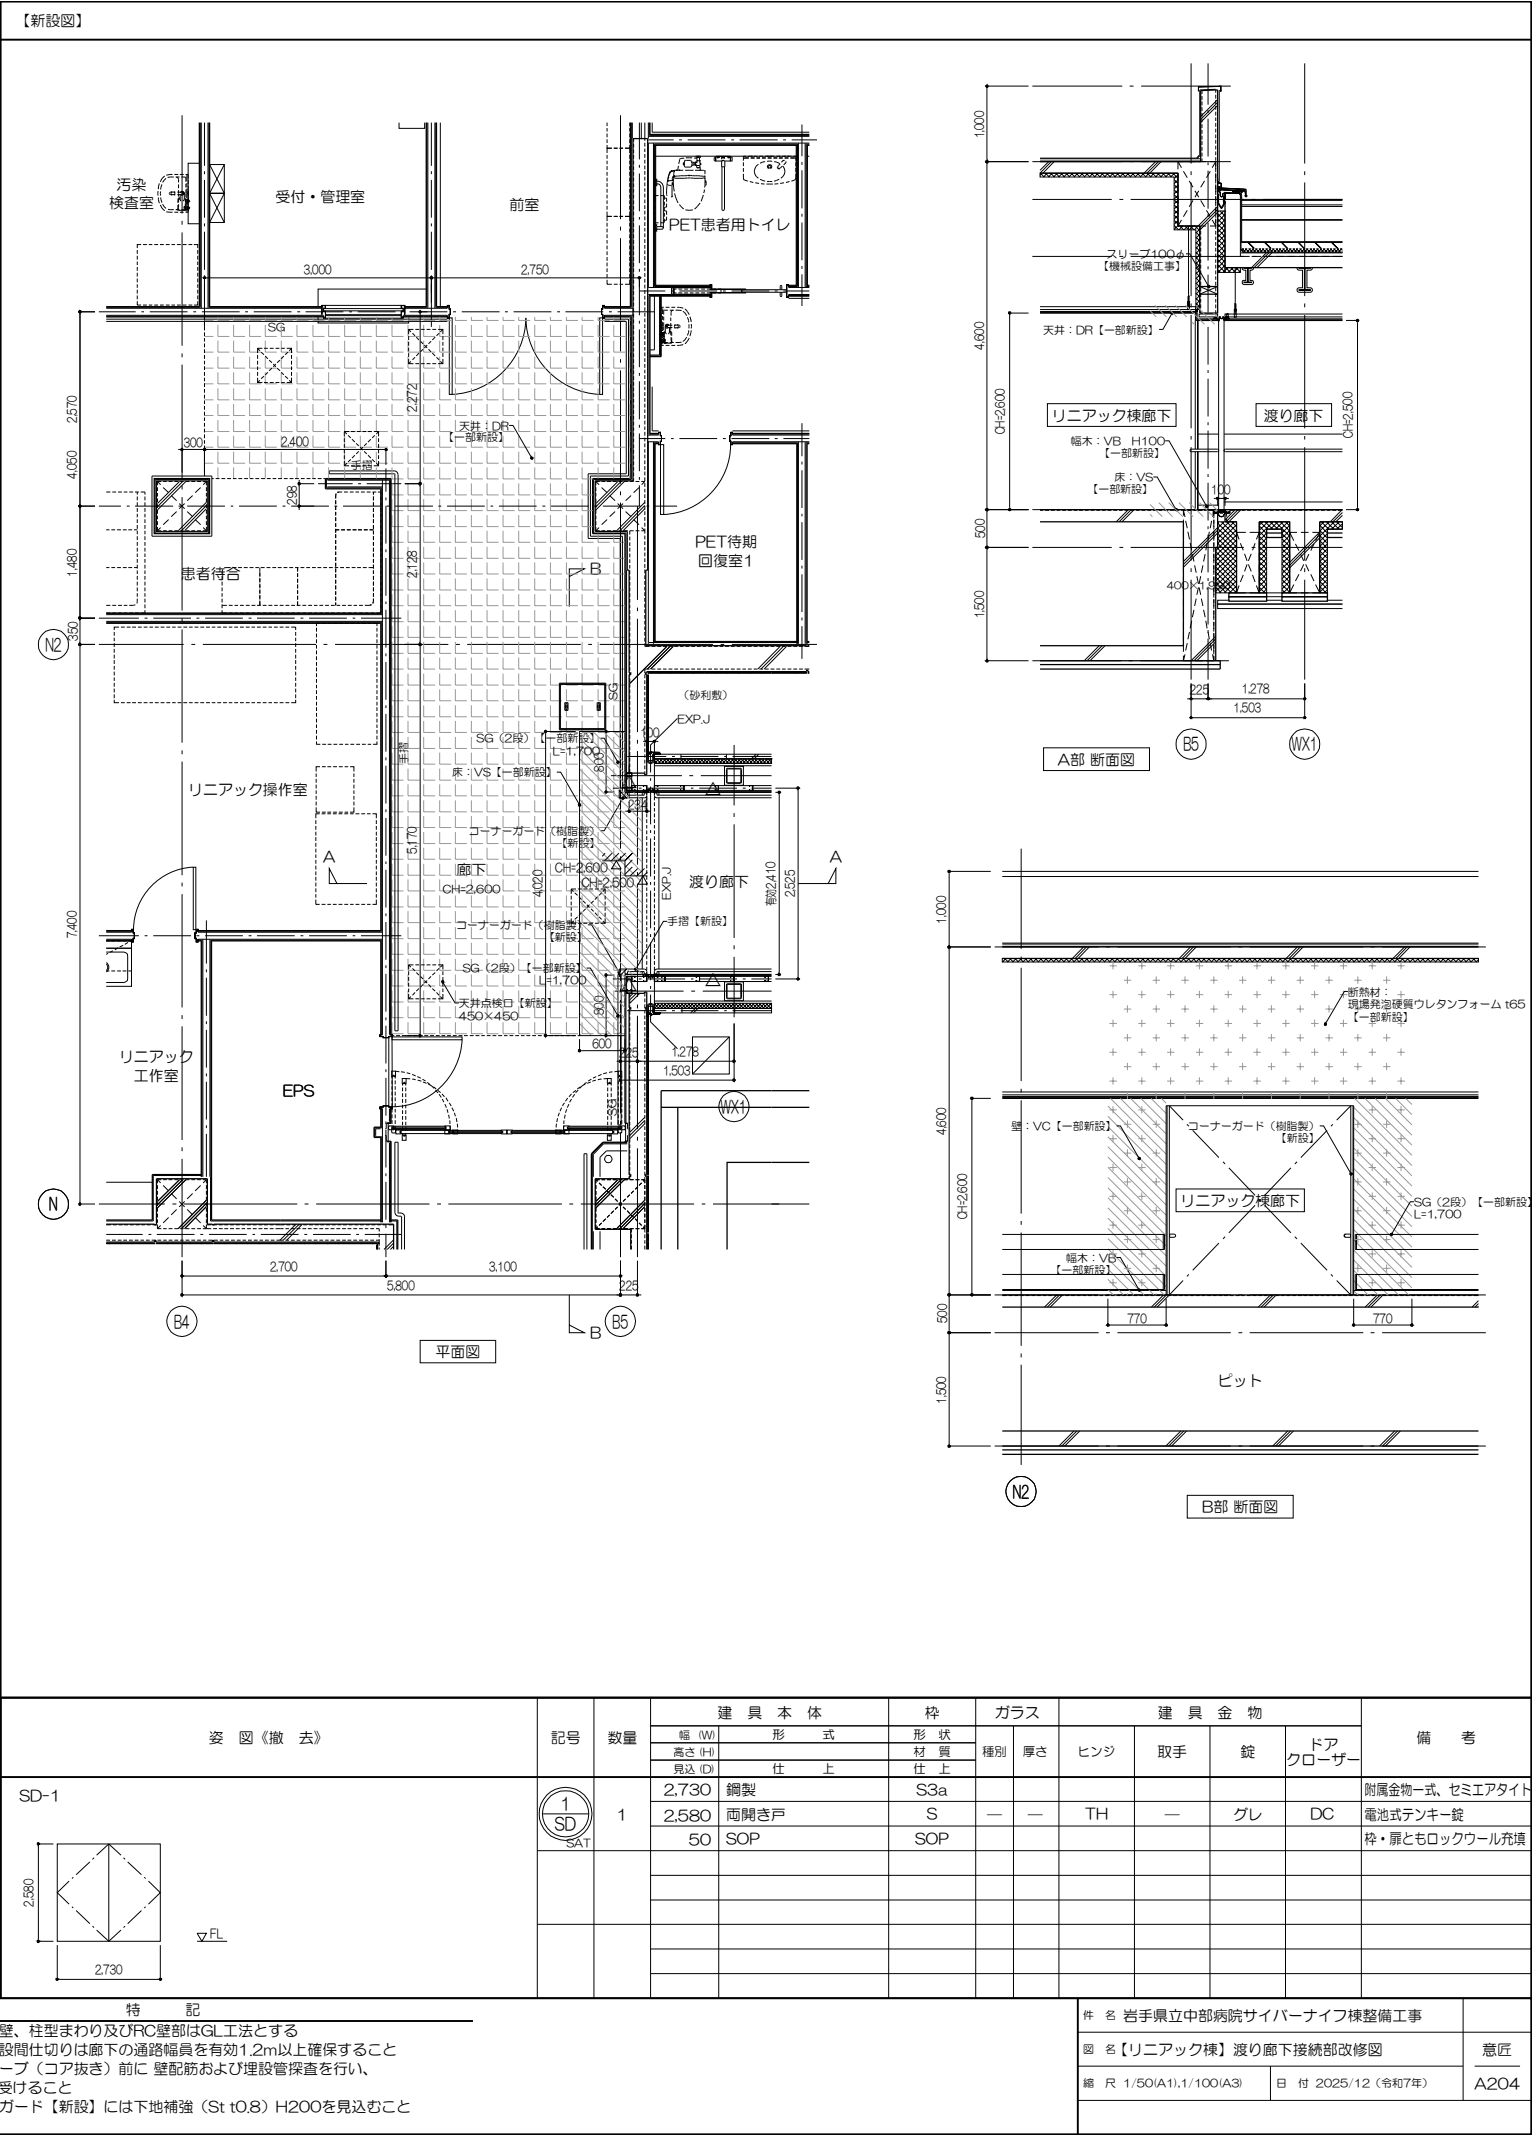 【新設図】
汚染
検査室
受付・管理室
前室
PET患者用トイレ
3,000
2,750
SG
2,272
天井：DR
【一部新設】
300
2,400
手摺
298
2,570
4,050
1,480
350
7,400
患者待合
2,128
B
PET待期
回復室1
N2
SG
（砂利敷）
EXP.J
100
SG（2段）【一部新設】
L=1,700
800
床：VS【一部新設】
手摺
リニアック操作室
コーナーガード（樹脂製）
【新設】
5,170
A
廊下
CH=2,600
4,020
CH=2,600
CH=2,500
EXP.J
渡り廊下
有効2,410
2,525
A
コーナーガード（樹脂製）
【新設】
手摺【新設】
SG（2段）【一部新設】
L=1,700
800
天井点検口【新設】
450×450
600
225
1,278
1,503
WX1
リニアック
工作室
EPS
SG
N
2,700
3,100
5,800
225
B4
B
B5
平面図
1,000
4,600
500
1,500
スリーブ100φ
【機械設備工事】
天井：DR【一部新設】
CH=2,600
リニアック棟廊下
渡り廊下
CH=2,500
幅木：VB H100
【一部新設】
床：VS
【一部新設】
100
225
1,278
1,503
B5
WX1
A部 断面図
1,000
4,600
500
1,500
断熱材：
現場発泡硬質ウレタンフォーム t65
【一部新設】
壁：VC【一部新設】
コーナーガード（樹脂製）
【新設】
CH=2,600
リニアック棟廊下
SG（2段）【一部新設】
L=1,700
幅木：VB
【一部新設】
770
770
ピット
N2
B部 断面図
姿 図《撤 去》
記号
数量
建 具 本 体
枠
ガラス
建 具 金 物
備 考
幅 (W)
形 式
形 状
高さ (H)
材 質
見込 (D)
仕 上
仕 上
種別
厚さ
ヒンジ
取手
錠
ドア
クローザー
SD-1
2,580
2,730
▽FL
1
SD
SAT
1
2,730 鋼製 S3a 附属金物一式、セミエアタイト
2,580 両開き戸 S — — TH — グレ DC 電池式テンキー錠
50 SOP SOP 枠・扉ともロックウール充填
特 記
壁、柱型まわり及びRC壁部はGL工法とする
設間仕切りは廊下の通路幅員を有効1.2m以上確保すること
ーブ（コア抜き）前に 壁配筋および埋設管探査を行い、
受けること
ガード【新設】には下地補強（St t0.8）H200を見込むこと
件 名 岩手県立中部病院サイバーナイフ棟整備工事
図 名【リニアック棟】渡り廊下接続部改修図
意匠
縮 尺 1/50(A1),1/100(A3)
日 付 2025/12（令和7年）
A204